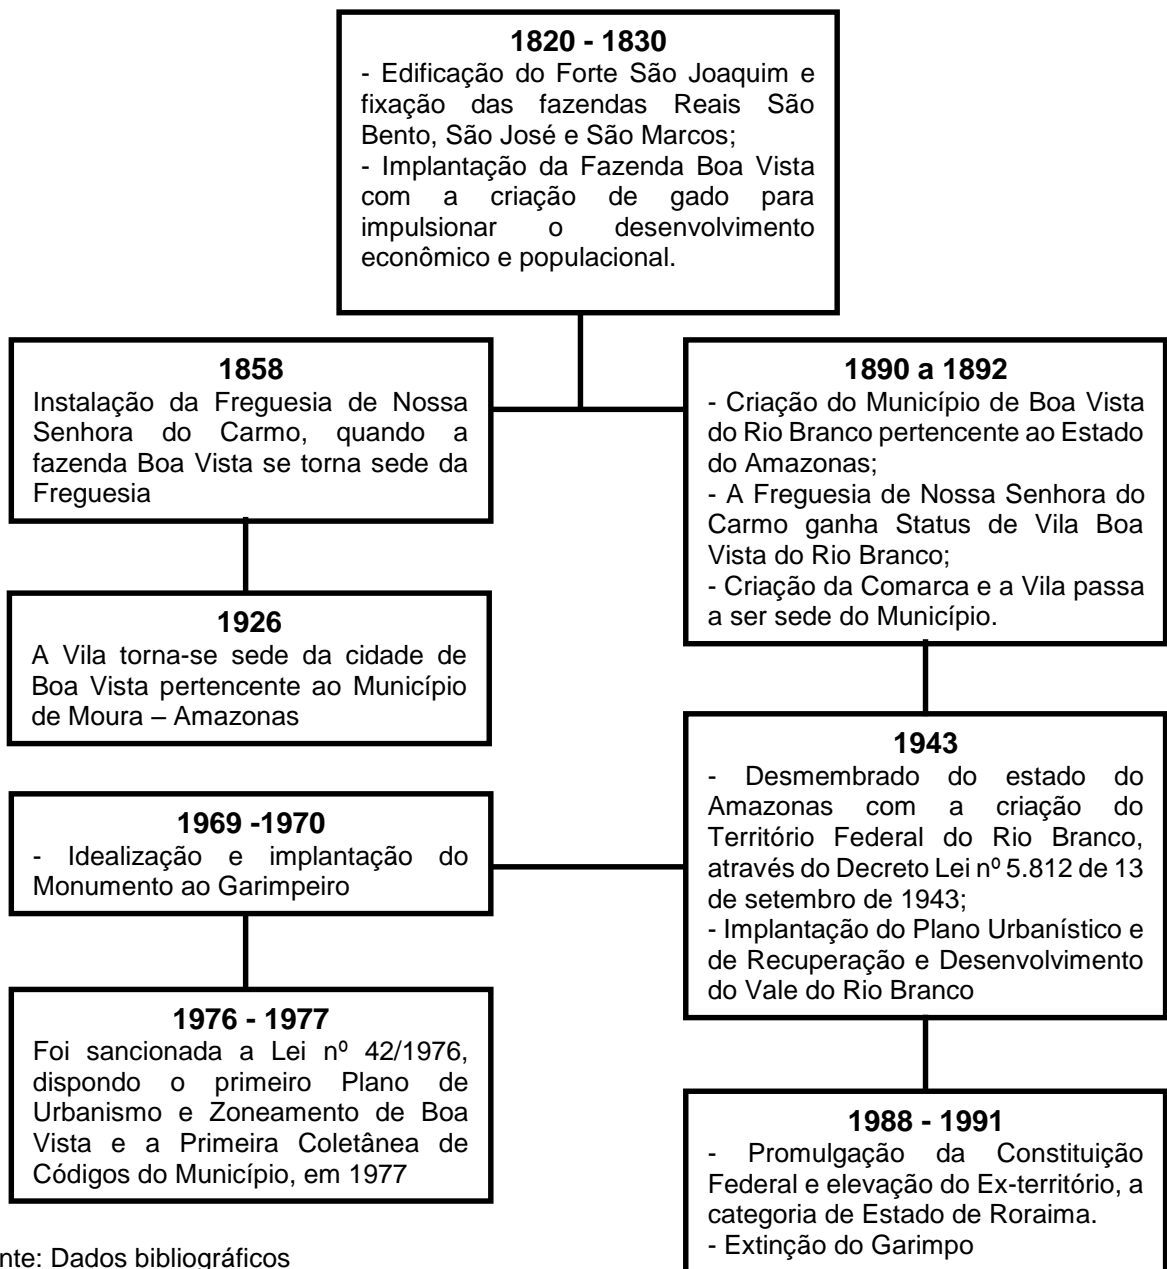 1820 - 1830
- Edificação do Forte São Joaquim e
fixação das fazendas Reais São
Bento, São José e São Marcos;
- Implantação da Fazenda Boa Vista
com a criação de gado para
impulsionar o desenvolvimento
econômico e populacional.
1858
Instalação da Freguesia de Nossa
Senhora do Carmo, quando a
fazenda Boa Vista se torna sede da
Freguesia
1890 a 1892
- Criação do Município de Boa Vista
do Rio Branco pertencente ao Estado
do Amazonas;
- A Freguesia de Nossa Senhora do
Carmo ganha Status de Vila Boa
Vista do Rio Branco;
- Criação da Comarca e a Vila passa
a ser sede do Município.
1926
A Vila torna-se sede da cidade de
Boa Vista pertencente ao Município
de Moura – Amazonas
1943
- Desmembrado do estado do
Amazonas com a criação do
Território Federal do Rio Branco,
através do Decreto Lei nº 5.812 de 13
de setembro de 1943;
- Implantação do Plano Urbanístico e
de Recuperação e Desenvolvimento
do Vale do Rio Branco
1969 -1970
- Idealização e implantação do
Monumento ao Garimpeiro
1976 - 1977
Foi sancionada a Lei nº 42/1976,
dispondo o primeiro Plano de
Urbanismo e Zoneamento de Boa
Vista e a Primeira Coletânea de
Códigos do Município, em 1977
1988 - 1991
- Promulgação da Constituição
Federal e elevação do Ex-território, a
categoria de Estado de Roraima.
- Extinção do Garimpo
nte: Dados bibliográficos